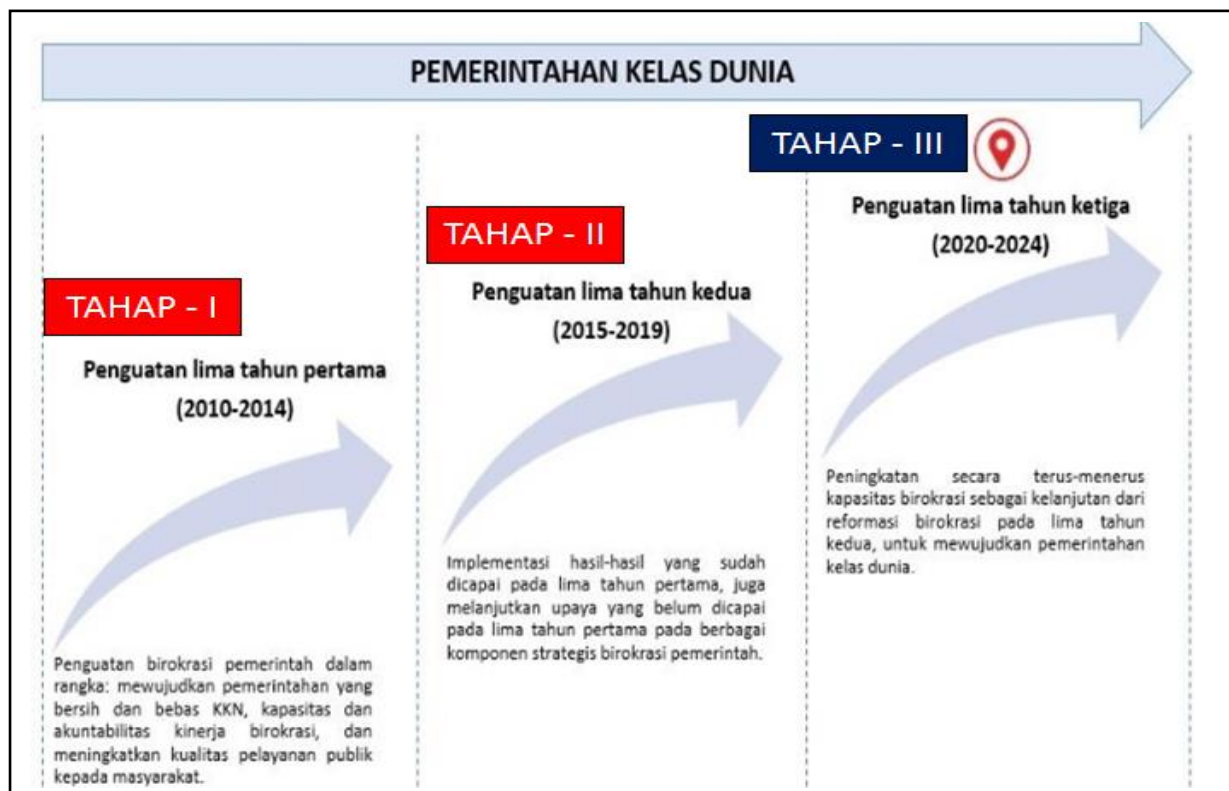 PEMERINTAHAN KELAS DUNIA
TAHAP - I
Penguatan lima tahun pertama
(2010-2014)
Penguatan birokrasi pemerintah dalam
rangka: mewujudkan pemerintahan yang
bersih dan bebas KKN, kapasitas dan
akuntabilitas kinerja birokrasi, dan
meningkatkan kualitas pelayanan publik
kepada masyarakat.
TAHAP - II
Penguatan lima tahun kedua
(2015-2019)
Implementasi hasil-hasil yang sudah
dicapai pada lima tahun pertama, juga
melanjutkan upaya yang belum dicapai
pada lima tahun pertama pada berbagai
komponen strategis birokrasi pemerintah.
TAHAP - III
Penguatan lima tahun ketiga
(2020-2024)
Peningkatan secara terus-menerus
kapasitas birokrasi sebagai kelanjutan dari
reformasi birokrasi pada lima tahun
kedua, untuk mewujudkan pemerintahan
kelas dunia.